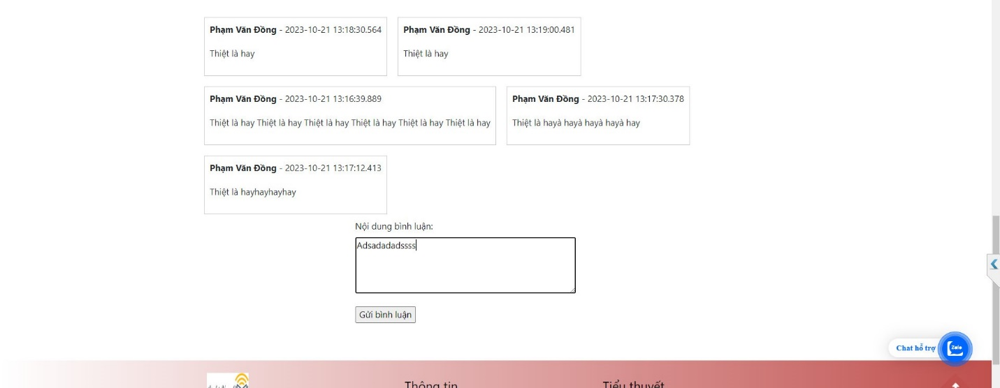 Phạm Văn Đồng - 2023-10-21 13:18:30.564
Thiệt là hay
Phạm Văn Đồng - 2023-10-21 13:19:00.481
Thiệt là hay
Phạm Văn Đồng - 2023-10-21 13:16:39.889
Thiệt là hay Thiệt là hay Thiệt là hay Thiệt là hay Thiệt là hay Thiệt là hay
Phạm Văn Đồng - 2023-10-21 13:17:30.378
Thiệt là hayà hayà hayà hayà hay
Phạm Văn Đồng - 2023-10-21 13:17:12.413
Thiệt là hayhayhayhay
Nội dung bình luận:
Adsadadadssss
Gửi bình luận
Chat hỗ trợ
Zalo
Thông tin
Tiểu thuyết